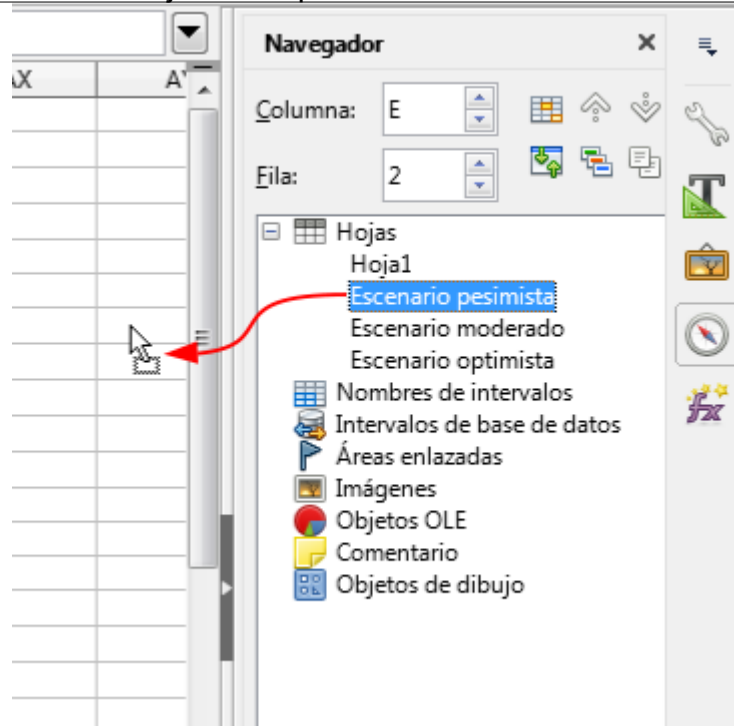 Navegador
AX
A
Columna: E
Fila: 2
Hojas
Hoja1
Escenario pesimista
Escenario moderado
Escenario optimista
Nombres de intervalos
Intervalos de base de datos
Áreas enlazadas
Imágenes
Objetos OLE
Comentario
Objetos de dibujo